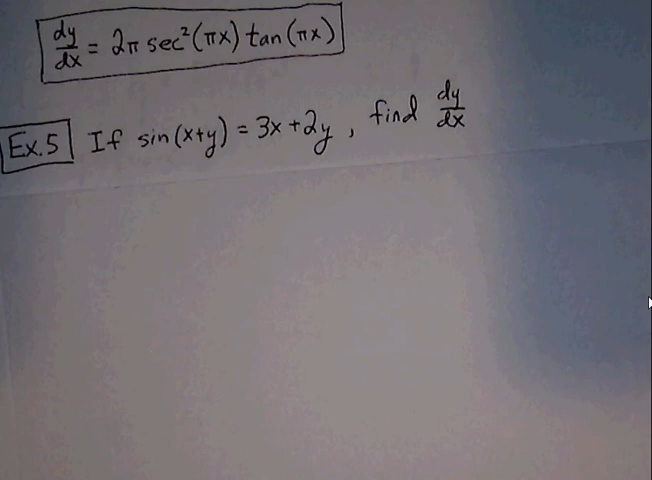 dy/dx = 2π sec²(πx) tan(πx)
Ex.5 If sin(x+y) = 3x+2y, find dy/dx